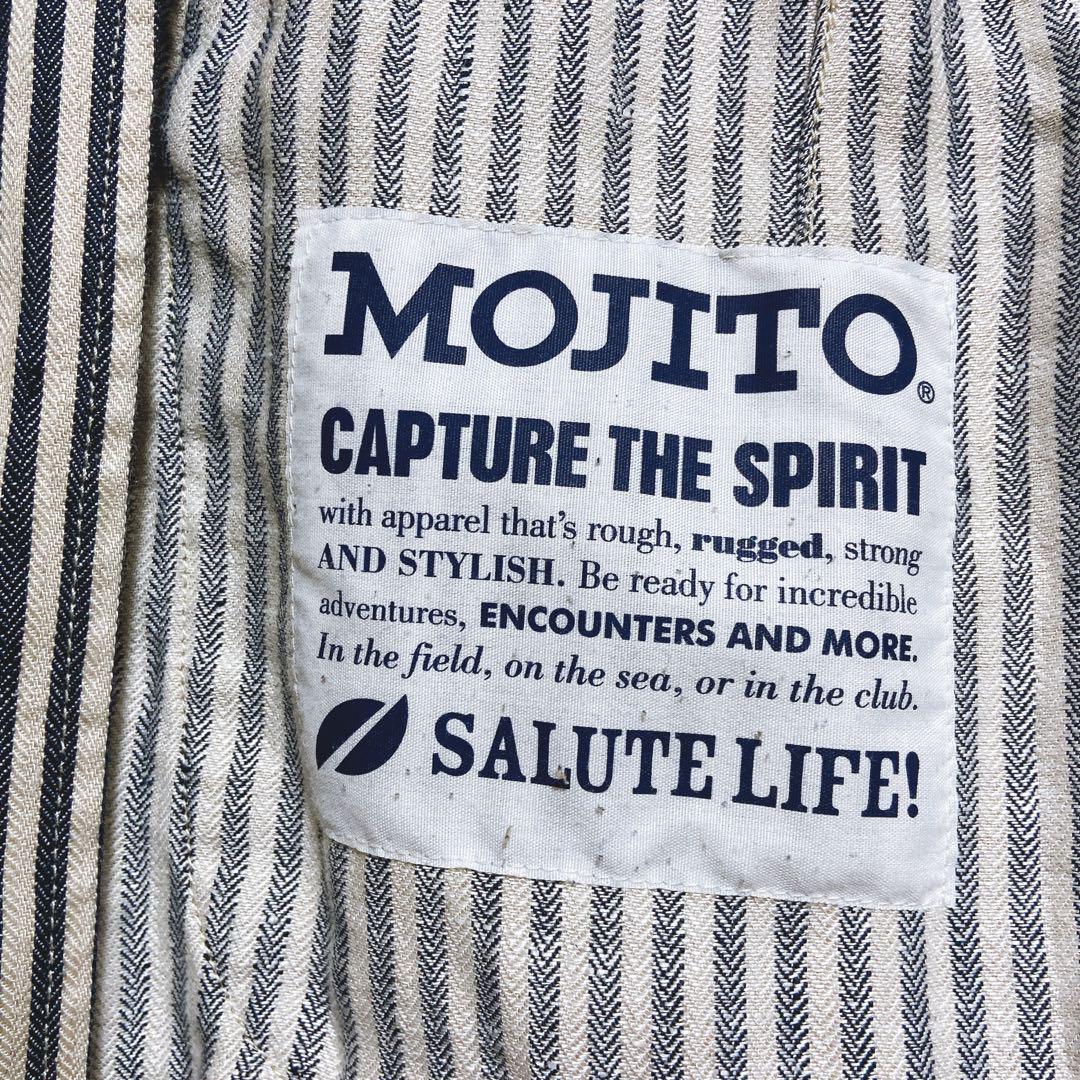 MOJITO®
CAPTURE THE SPIRIT
with apparel that's rough, rugged, strong
AND STYLISH. Be ready for incredible
adventures, ENCOUNTERS AND MORE.
In the field, on the sea, or in the club.
SALUTE LIFE!